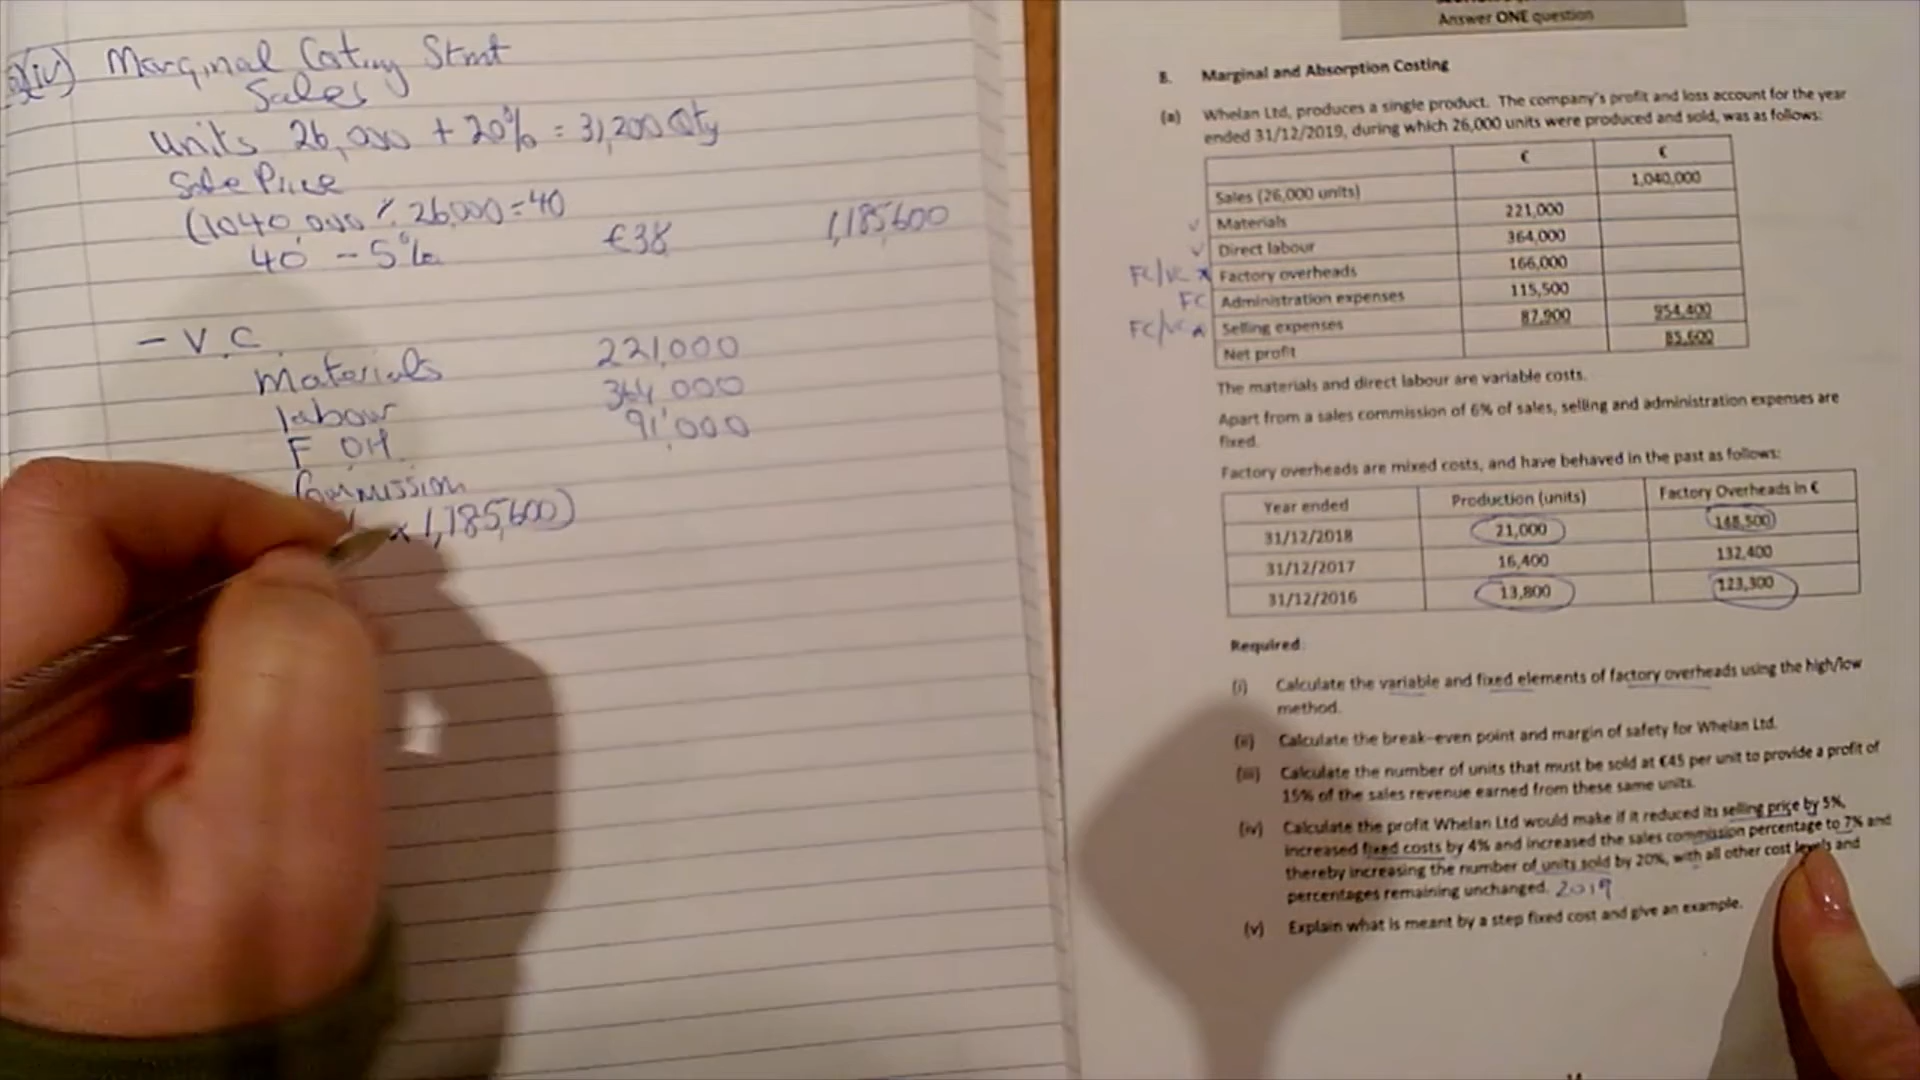 Q(iv) Marginal Costing Stmt
Sales
Units 26,000 + 20% = 31,200 Qty
Sale Price
(1040,000 ÷ 26,000) = 40
40 - 5% €38 1,185,600
- V.C
Materials 221,000
labour 364,000
F OH 91,000
Commission
x 1,185,600)
Answer ONE question
8. Marginal and Absorption Costing
(a) Whelan Ltd, produces a single product. The company's profit and loss account for the year
ended 31/12/2019, during which 26,000 units were produced and sold, was as follows:
€ €
Sales (26,000 units) 1,040,000
Materials 221,000
Direct labour 364,000
FC/VC Factory overheads 166,000
FC Administration expenses 115,500
FC/VC Selling expenses 87,900 954,400
Net profit 85,600
The materials and direct labour are variable costs.
Apart from a sales commission of 6% of sales, selling and administration expenses are
fixed.
Factory overheads are mixed costs, and have behaved in the past as follows:
Year ended Production (units) Factory Overheads in €
31/12/2018 21,000 148,500
31/12/2017 16,400 132,400
31/12/2016 13,800 123,300
Required:
(i) Calculate the variable and fixed elements of factory overheads using the high/low
method.
(ii) Calculate the break-even point and margin of safety for Whelan Ltd.
(iii) Calculate the number of units that must be sold at €45 per unit to provide a profit of
15% of the sales revenue earned from these same units.
(iv) Calculate the profit Whelan Ltd would make if it reduced its selling price by 5%,
increased fixed costs by 4% and increased the sales commission percentage to 7% and
thereby increasing the number of units sold by 20%, with all other cost levels and
percentages remaining unchanged. 2019
(v) Explain what is meant by a step fixed cost and give an example.